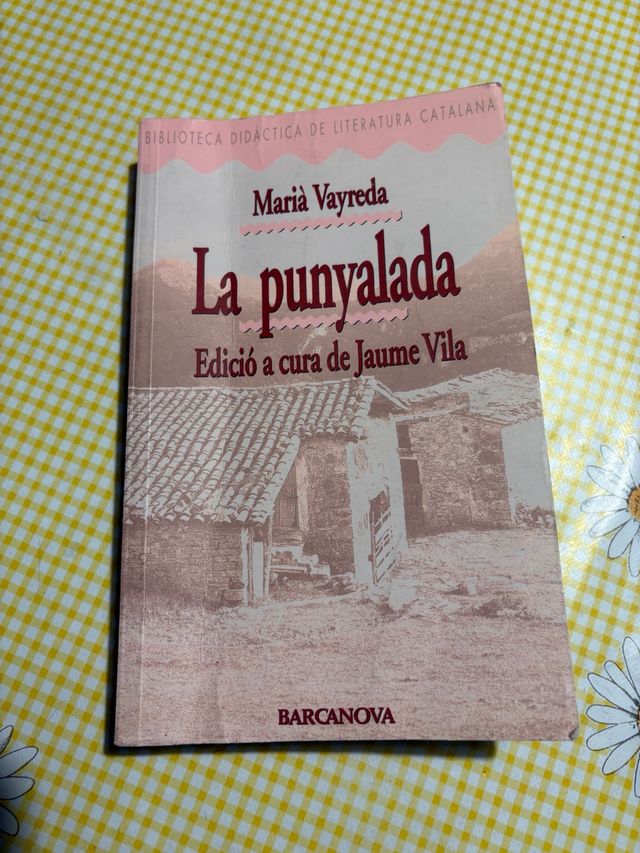 BIBLIOTECA DIDÀCTICA DE LITERATURA CATALANA
Marià Vayreda
La punyalada
Edició a cura de Jaume Vila
BARCANOVA